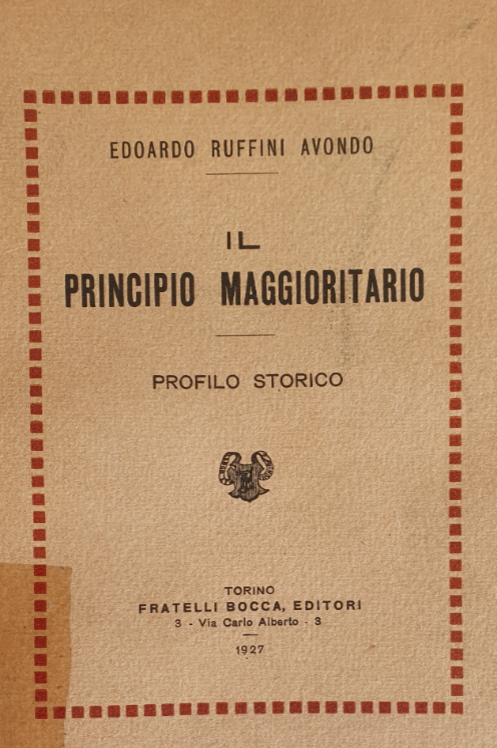 EDOARDO RUFFINI AVONDO
IL
PRINCIPIO MAGGIORITARIO
PROFILO STORICO
TORINO
FRATELLI BOCCA, EDITORI
3 - Via Carlo Alberto - 3
1927